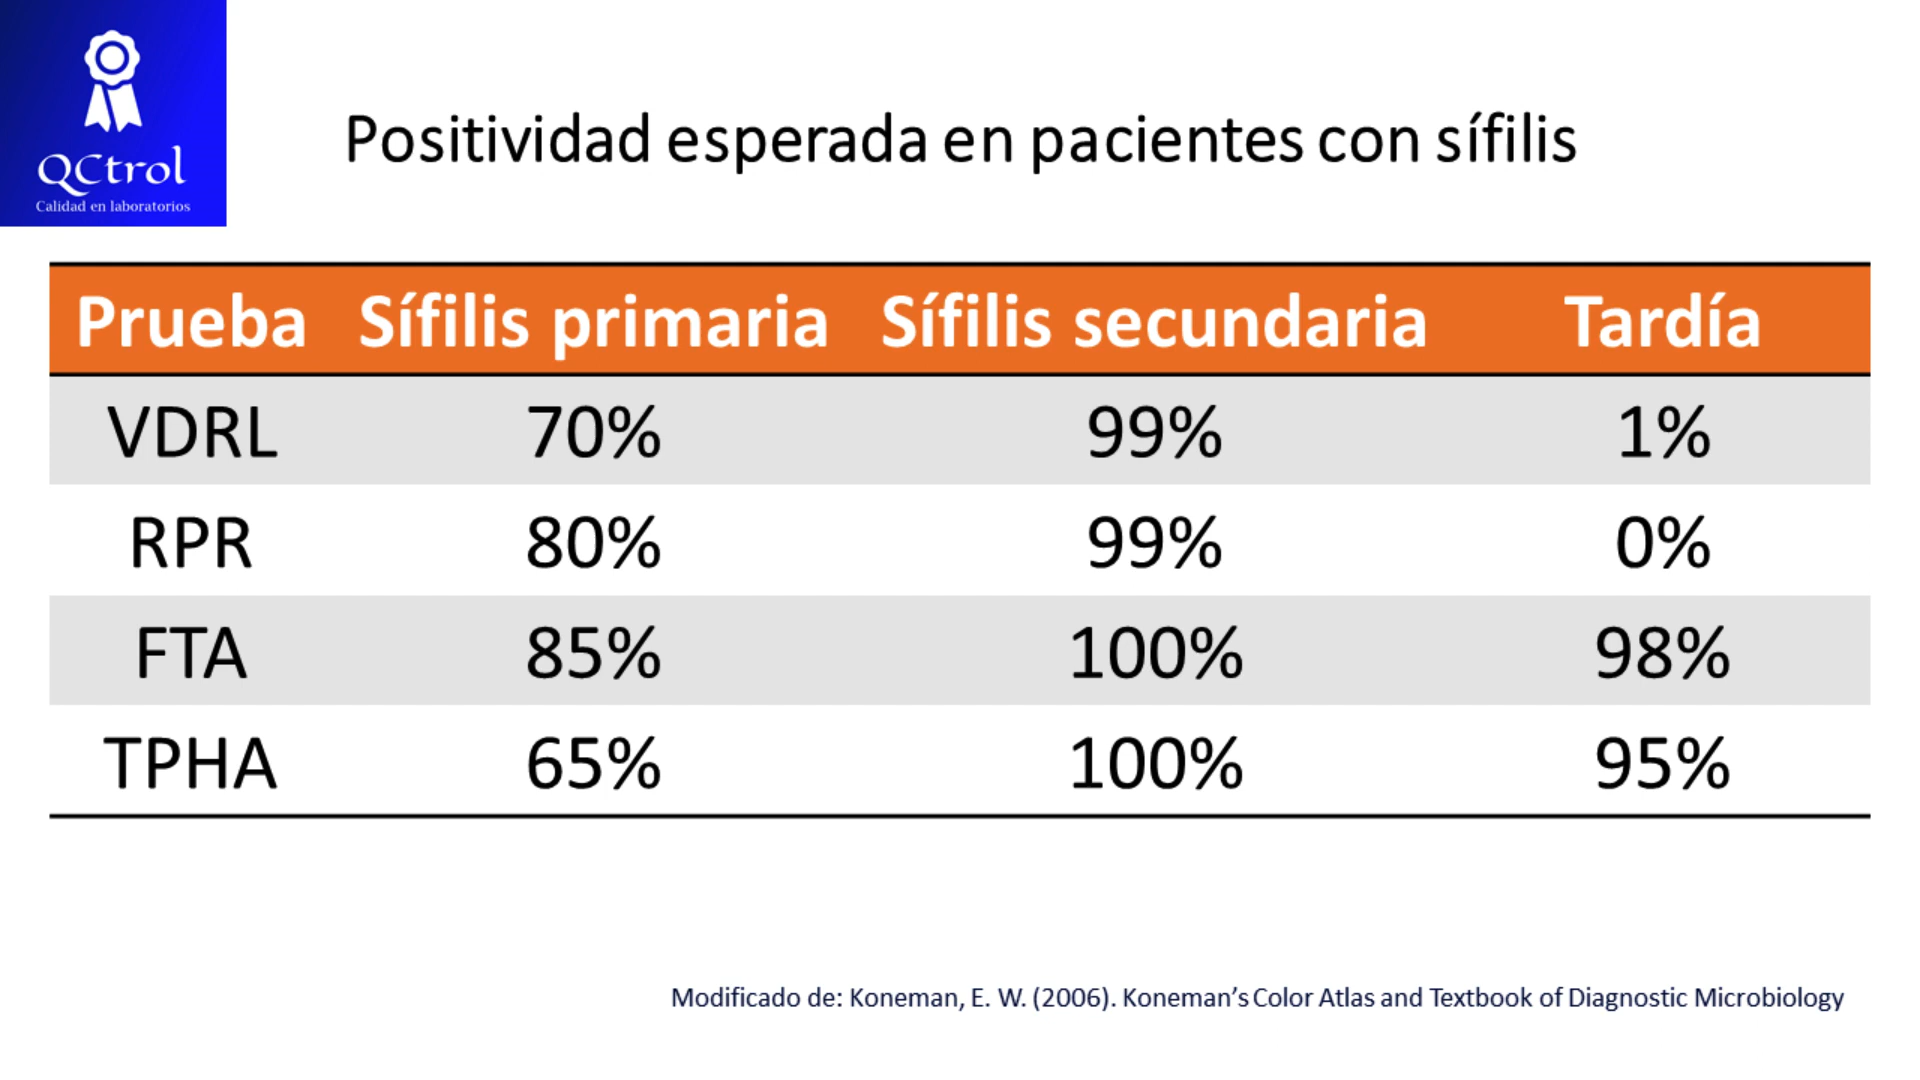 QCtrol
Calidad en laboratorios
Positividad esperada en pacientes con sífilis
Prueba Sífilis primaria Sífilis secundaria Tardía
VDRL 70% 99% 1%
RPR 80% 99% 0%
FTA 85% 100% 98%
TPHA 65% 100% 95%
Modificado de: Koneman, E. W. (2006). Koneman's Color Atlas and Textbook of Diagnostic Microbiology